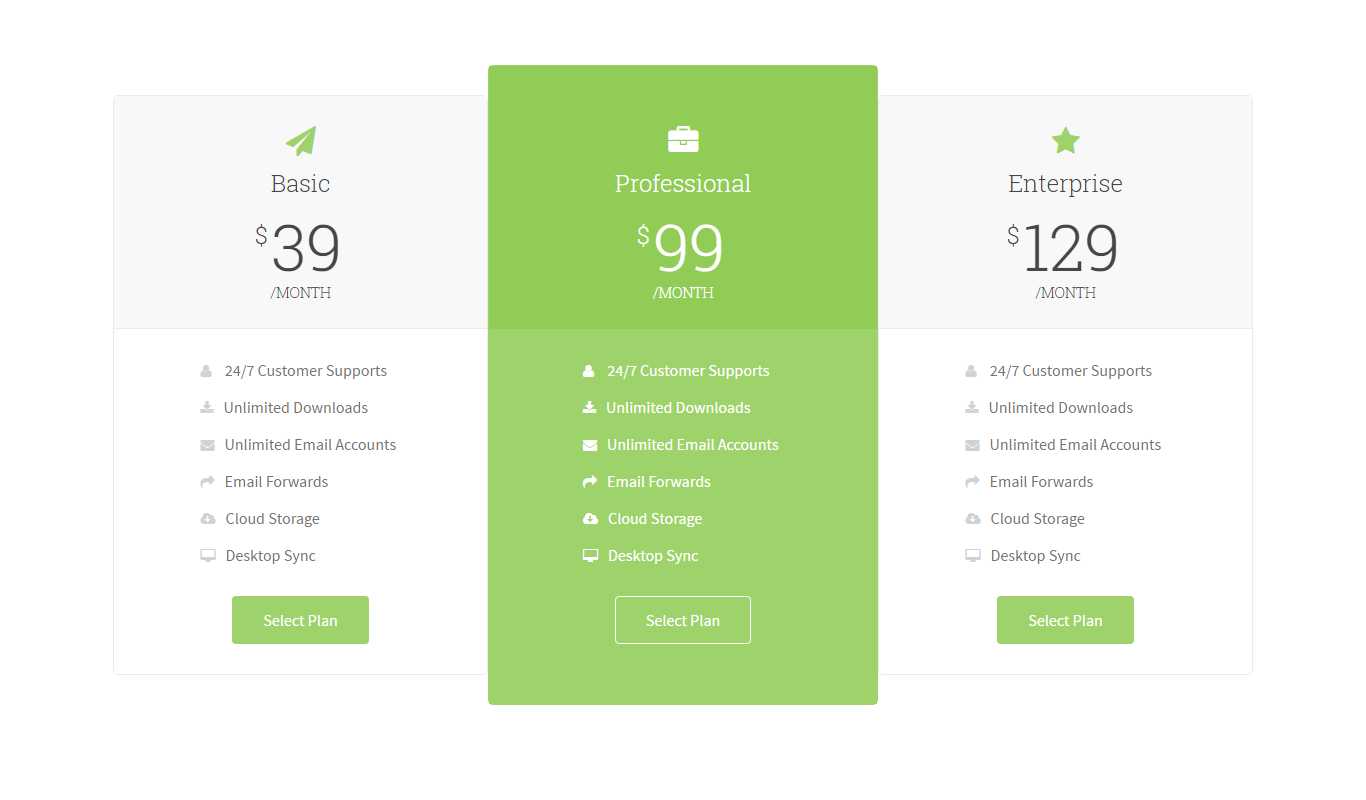 Basic
$39
/MONTH
24/7 Customer Supports
Unlimited Downloads
Unlimited Email Accounts
Email Forwards
Cloud Storage
Desktop Sync
Select Plan
Professional
$99
/MONTH
24/7 Customer Supports
Unlimited Downloads
Unlimited Email Accounts
Email Forwards
Cloud Storage
Desktop Sync
Select Plan
Enterprise
$129
/MONTH
24/7 Customer Supports
Unlimited Downloads
Unlimited Email Accounts
Email Forwards
Cloud Storage
Desktop Sync
Select Plan